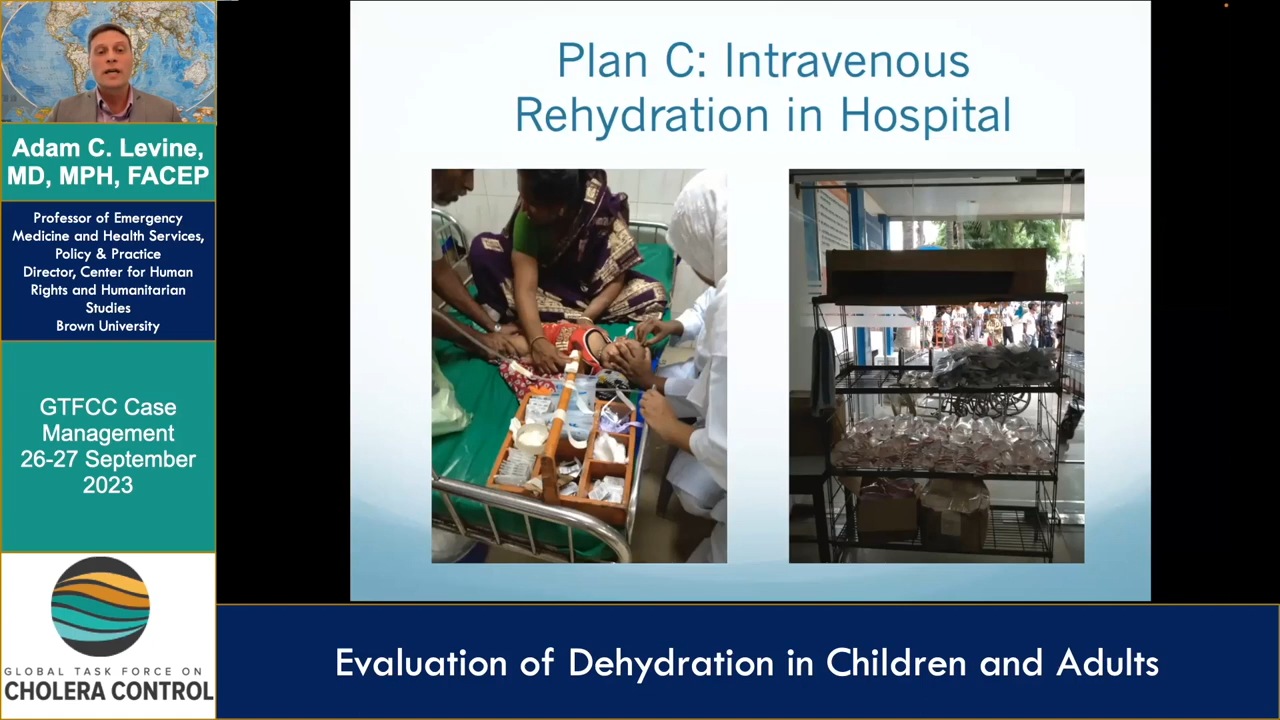 Plan C: Intravenous
Rehydration in Hospital
Adam C. Levine,
MD, MPH, FACEP
Professor of Emergency
Medicine and Health Services,
Policy & Practice
Director, Center for Human
Rights and Humanitarian
Studies
Brown University
GTFCC Case
Management
26-27 September
2023
GLOBAL TASK FORCE ON
CHOLERA CONTROL
Evaluation of Dehydration in Children and Adults